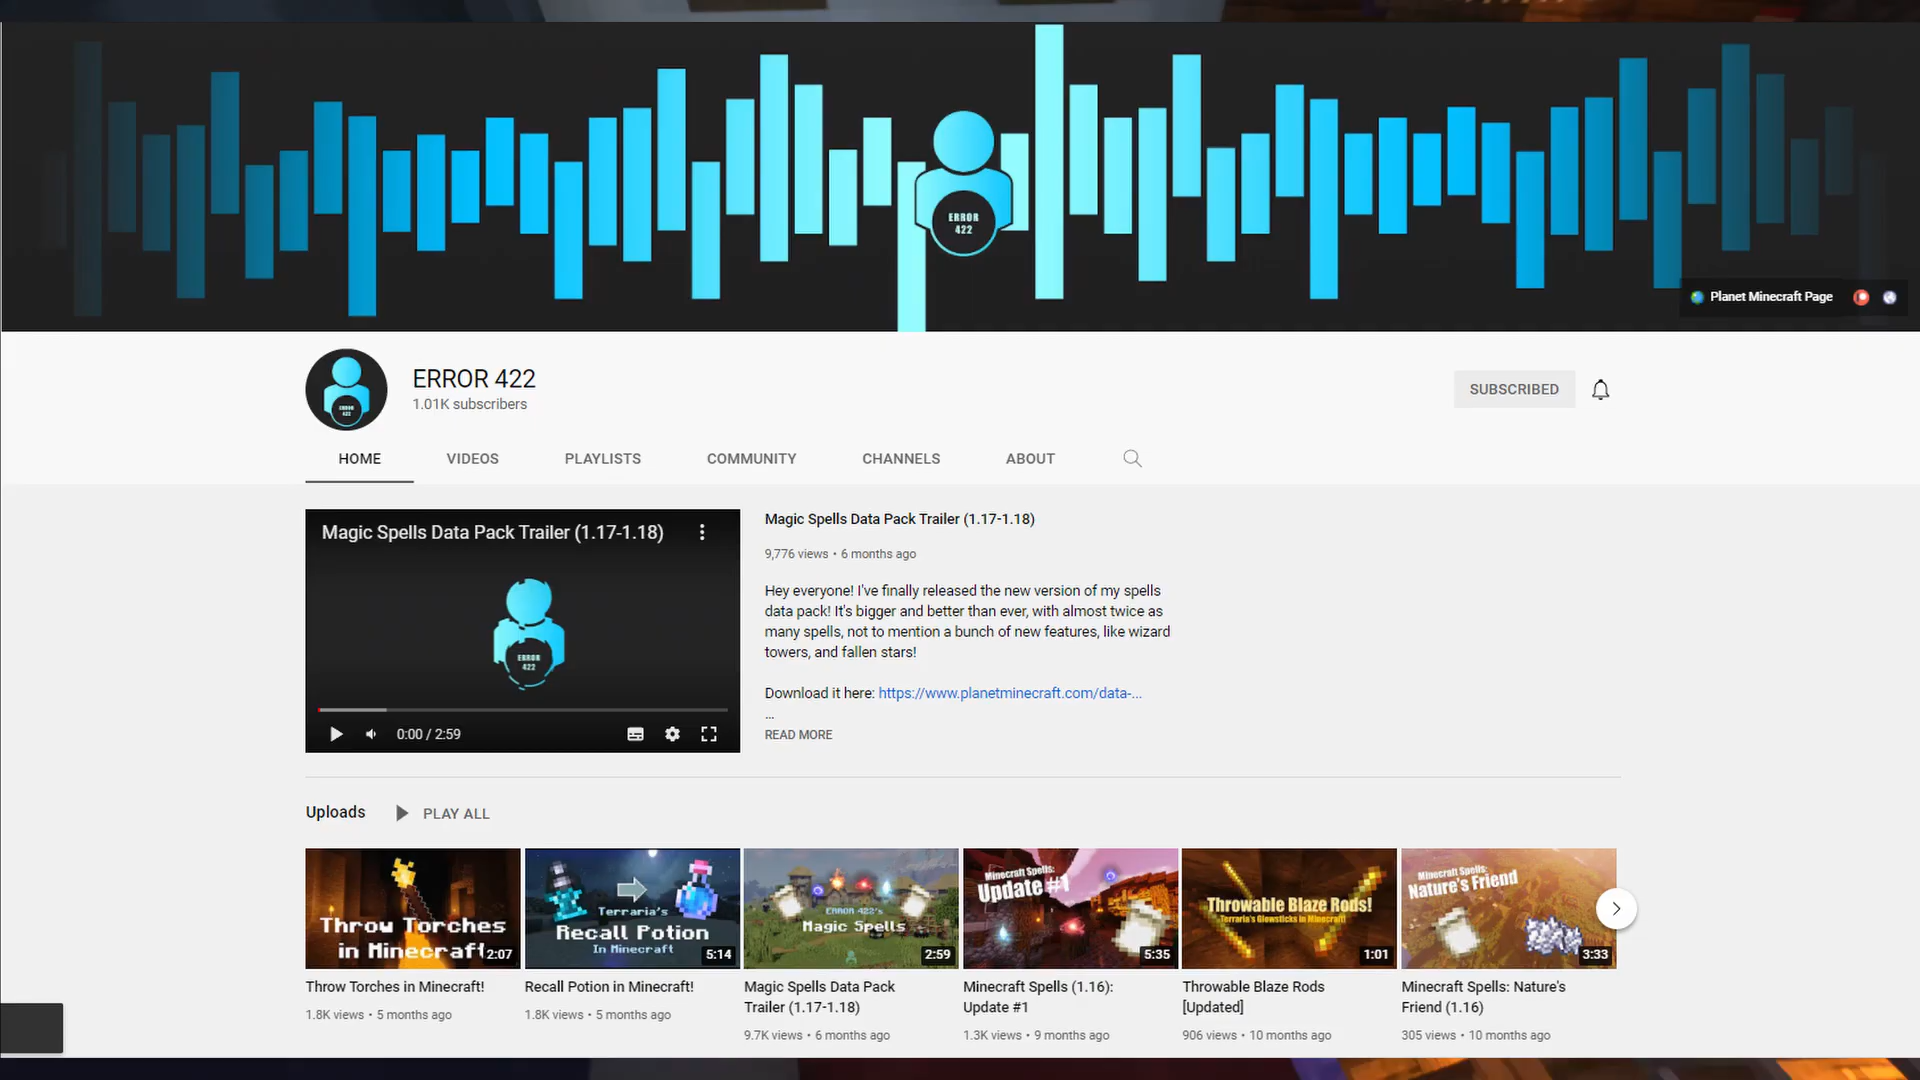 ERROR
422
Planet Minecraft Page
ERROR 422
1.01K subscribers
SUBSCRIBED
HOME
VIDEOS
PLAYLISTS
COMMUNITY
CHANNELS
ABOUT
Magic Spells Data Pack Trailer (1.17-1.18)
ERROR
422
0:00 / 2:59
Magic Spells Data Pack Trailer (1.17-1.18)
9,776 views • 6 months ago
Hey everyone! I've finally released the new version of my spells
data pack! It's bigger and better than ever, with almost twice as
many spells, not to mention a bunch of new features, like wizard
towers, and fallen stars!
Download it here: https://www.planetminecraft.com/data-...
...
READ MORE
Uploads
PLAY ALL
Throw Torches
in Minecraft
2:07
Throw Torches in Minecraft!
1.8K views • 5 months ago
Terraria's
Recall Potion
In Minecraft
5:14
Recall Potion in Minecraft!
1.8K views • 5 months ago
ERROR 422's
Magic Spells
2:59
Magic Spells Data Pack
Trailer (1.17-1.18)
9.7K views • 6 months ago
Minecraft Spells:
Update #1
5:35
Minecraft Spells (1.16):
Update #1
1.3K views • 9 months ago
Throwable Blaze Rods!
Terraria's Glowsticks in Minecraft!
1:01
Throwable Blaze Rods
[Updated]
906 views • 10 months ago
Minecraft Spells:
Nature's Friend
3:33
Minecraft Spells: Nature's
Friend (1.16)
305 views • 10 months ago